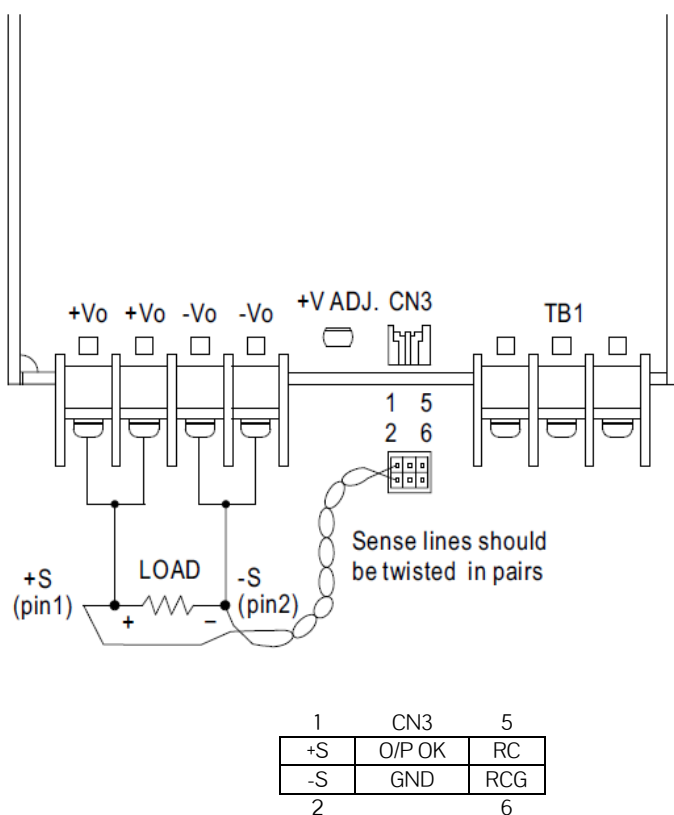 +Vo +Vo -Vo -Vo +V ADJ. CN3 TB1
1 5
2 6
Sense lines should
be twisted in pairs
+S
(pin1)
LOAD
-S
(pin2)
+ −
1 CN3 5
+S O/P OK RC
-S GND RCG
2 6